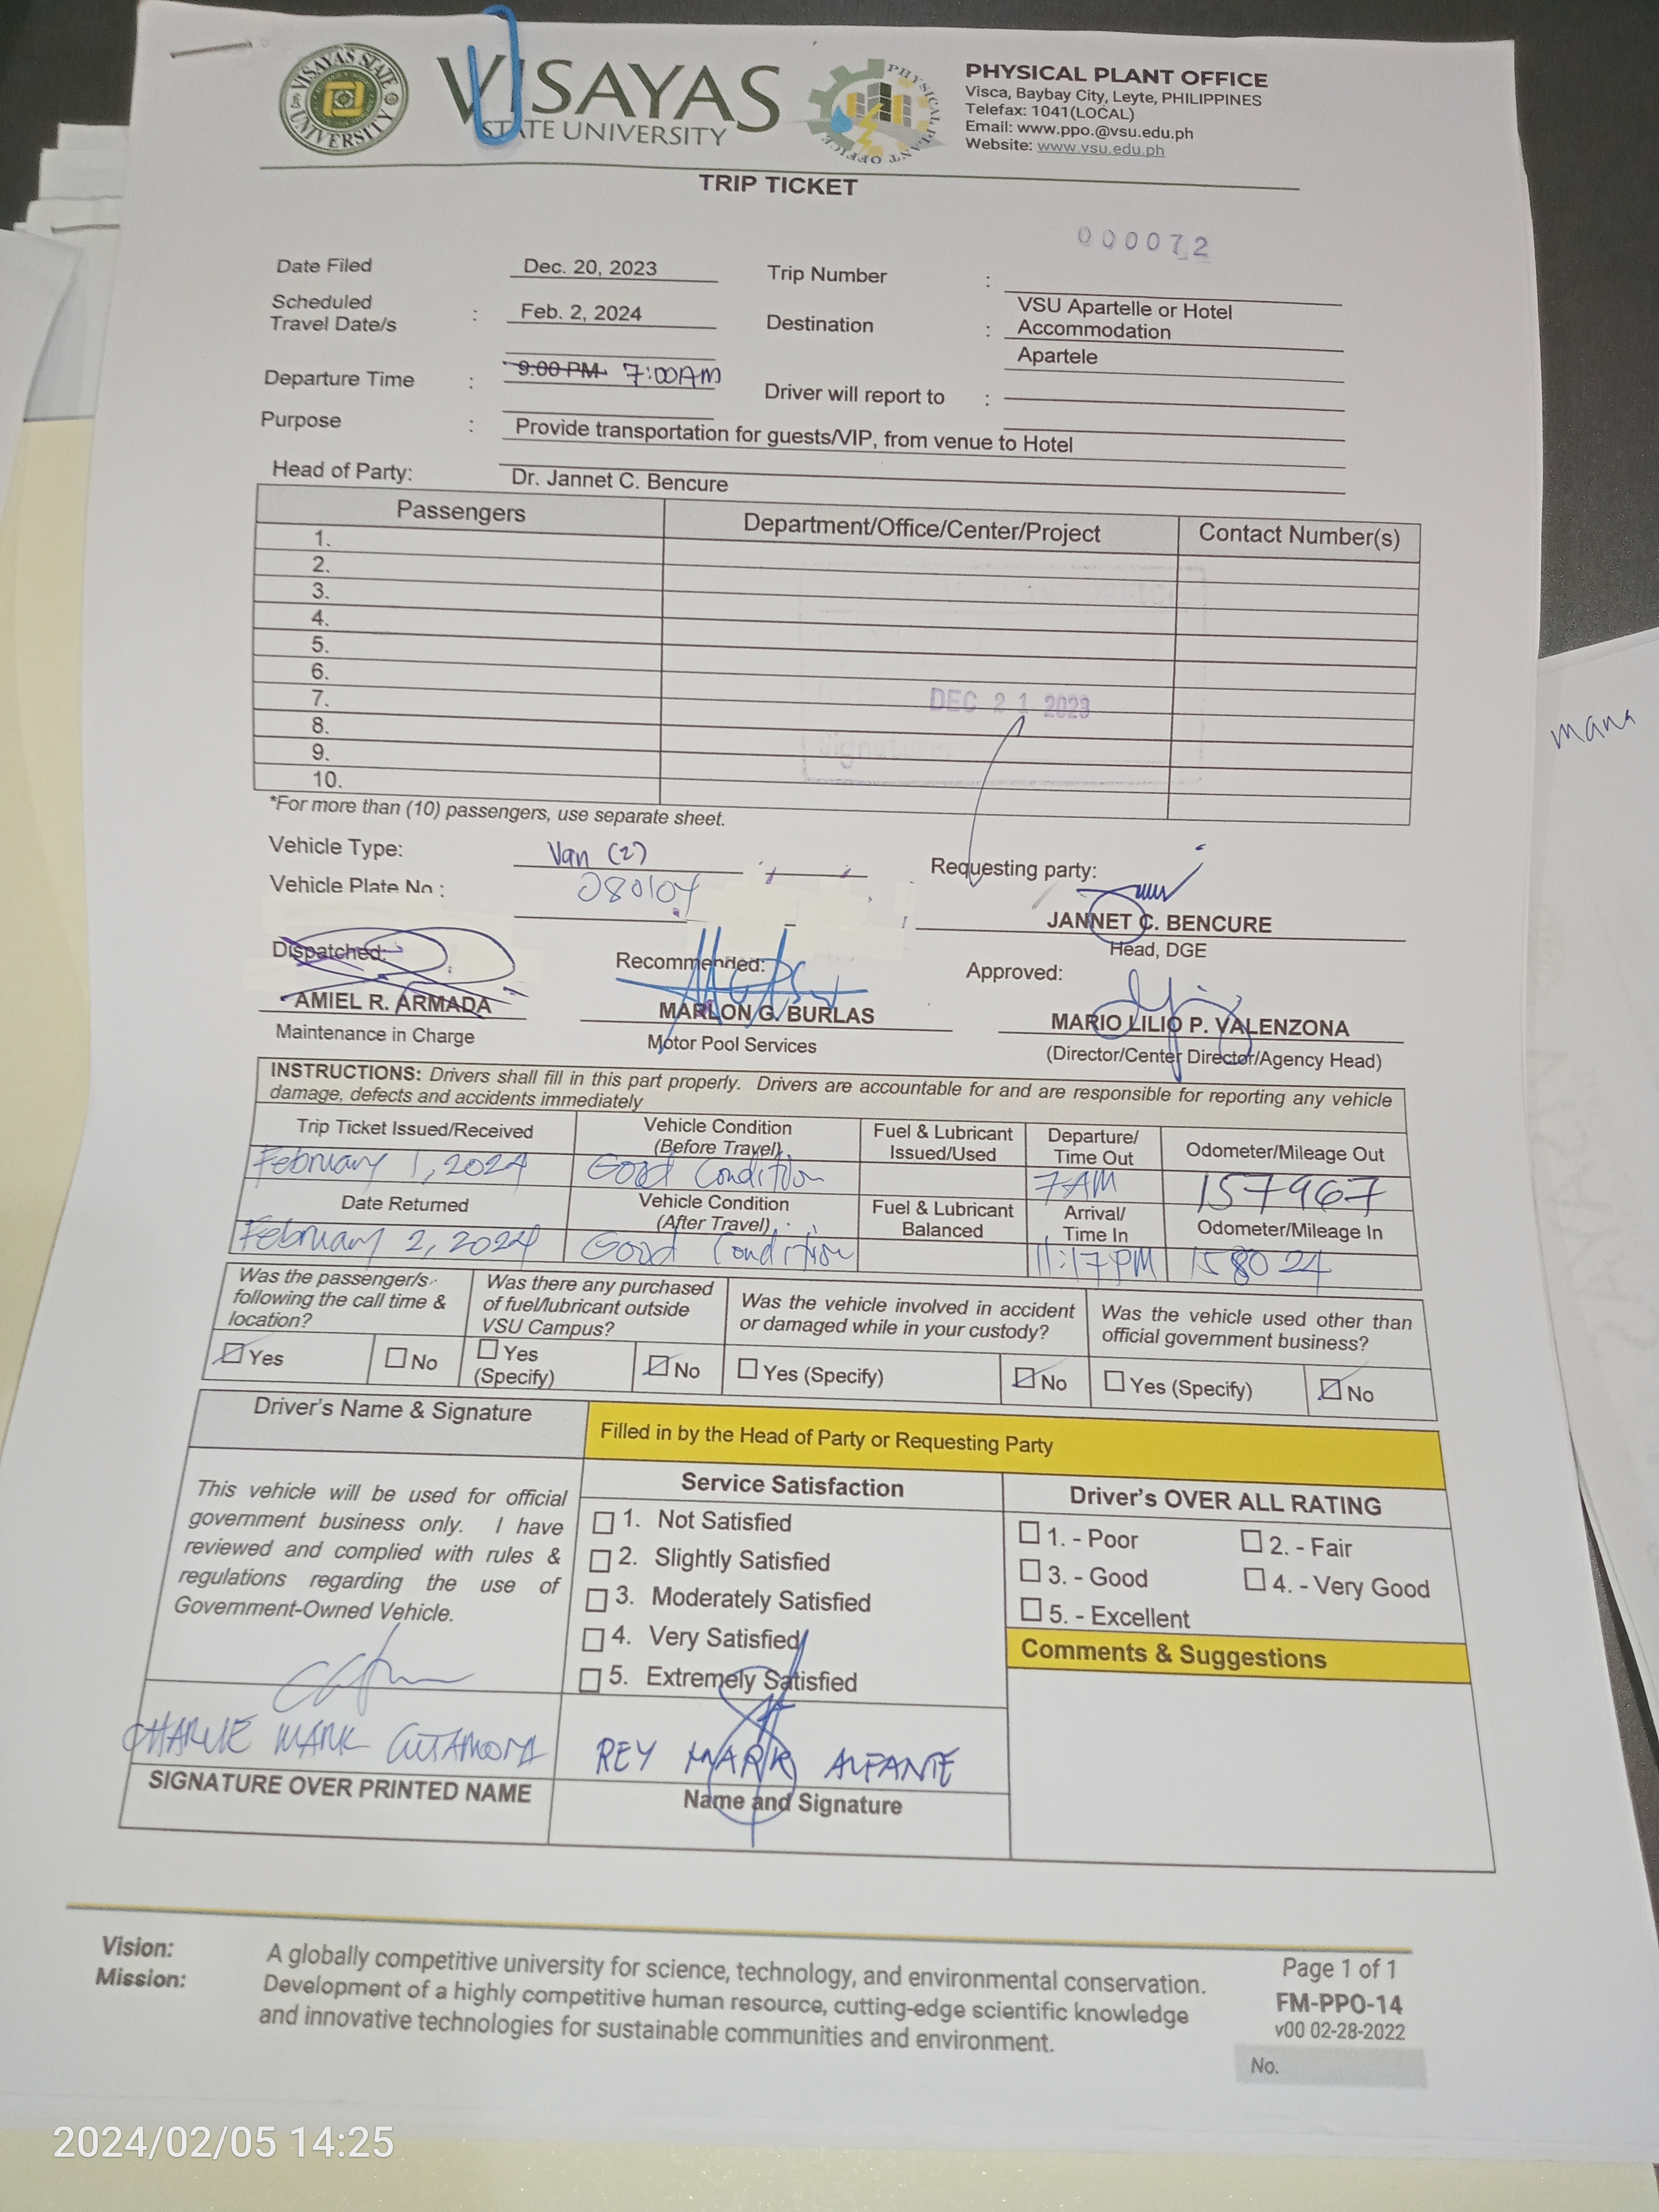 VISAYAS STATE UNIVERSITY
VISAYAS
STATE UNIVERSITY
PHYSICAL PLANT OFFICE
PHYSICAL PLANT OFFICE
Visca, Baybay City, Leyte, PHILIPPINES
Telefax: 1041(LOCAL)
Email: www.ppo.@vsu.edu.ph
Website: www.vsu.edu.ph
TRIP TICKET
000072
Date Filed Dec. 20, 2023 Trip Number :
Scheduled Travel Date/s : Feb. 2, 2024 Destination : VSU Apartelle or Hotel
Accommodation
Apartele
Departure Time : 9:00 PM 7:00AM Driver will report to :
Purpose : Provide transportation for guests/VIP, from venue to Hotel
Head of Party: Dr. Jannet C. Bencure
Passengers Department/Office/Center/Project Contact Number(s)
1.
2.
3.
4.
5.
6.
7.
8.
9.
10.
DEC 21 2023
Signature
*For more than (10) passengers, use separate sheet.
Vehicle Type: Van (2)
Requesting party:
Vehicle Plate No : 080104
JANNET C. BENCURE
Head, DGE
Dispatched: Recommended: Approved:
AMIEL R. ARMADA MARLON G. BURLAS MARIO LILIO P. VALENZONA
Maintenance in Charge Motor Pool Services (Director/Center Director/Agency Head)
INSTRUCTIONS: Drivers shall fill in this part properly. Drivers are accountable for and are responsible for reporting any vehicle
damage, defects and accidents immediately
Trip Ticket Issued/Received Vehicle Condition (Before Travel) Fuel & Lubricant Issued/Used Departure/ Time Out Odometer/Mileage Out
February 1, 2024 Good Condition 7AM 157967
Date Returned Vehicle Condition (After Travel) Fuel & Lubricant Balanced Arrival/ Time In Odometer/Mileage In
February 2, 2024 Good Condition 11:17PM 158024
Was the passenger/s following the call time & location? Was there any purchased of fuel/lubricant outside VSU Campus? Was the vehicle involved in accident or damaged while in your custody? Was the vehicle used other than official government business?
Yes No Yes (Specify) No Yes (Specify) No Yes (Specify) No
Driver's Name & Signature
Filled in by the Head of Party or Requesting Party
This vehicle will be used for official
government business only. I have
reviewed and complied with rules &
regulations regarding the use of
Government-Owned Vehicle.
Service Satisfaction
1. Not Satisfied
2. Slightly Satisfied
3. Moderately Satisfied
4. Very Satisfied
5. Extremely Satisfied
Driver's OVER ALL RATING
1. - Poor 2. - Fair
3. - Good 4. - Very Good
5. - Excellent
Comments & Suggestions
CHARLIE MARK
SIGNATURE OVER PRINTED NAME
REY MARK ALFANTE
Name and Signature
Vision: A globally competitive university for science, technology, and environmental conservation.
Mission: Development of a highly competitive human resource, cutting-edge scientific knowledge
and innovative technologies for sustainable communities and environment.
Page 1 of 1
FM-PPO-14
v00 02-28-2022
No.
mana
2024/02/05 14:25